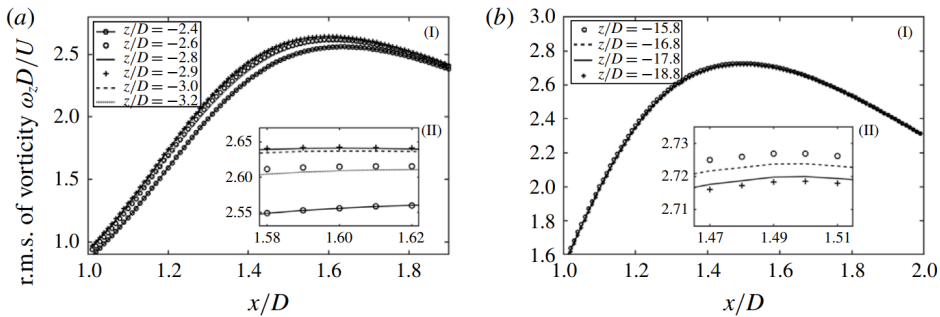 (a)
(I)
z/D = −2.4
z/D = −2.6
z/D = −2.8
z/D = −2.9
z/D = −3.0
z/D = −3.2
r.m.s. of vorticity ω_zD/U
2.5
2.0
1.5
1.0
(II)
2.65
2.60
2.55
1.58 1.60 1.62
1.0 1.2 1.4 1.6 1.8
x/D
(b)
(I)
z/D = −15.8
z/D = −16.8
z/D = −17.8
z/D = −18.8
3.0
2.8
2.6
2.4
2.2
2.0
1.8
1.6
(II)
2.73
2.72
2.71
1.47 1.49 1.51
1.0 1.2 1.4 1.6 1.8 2.0
x/D